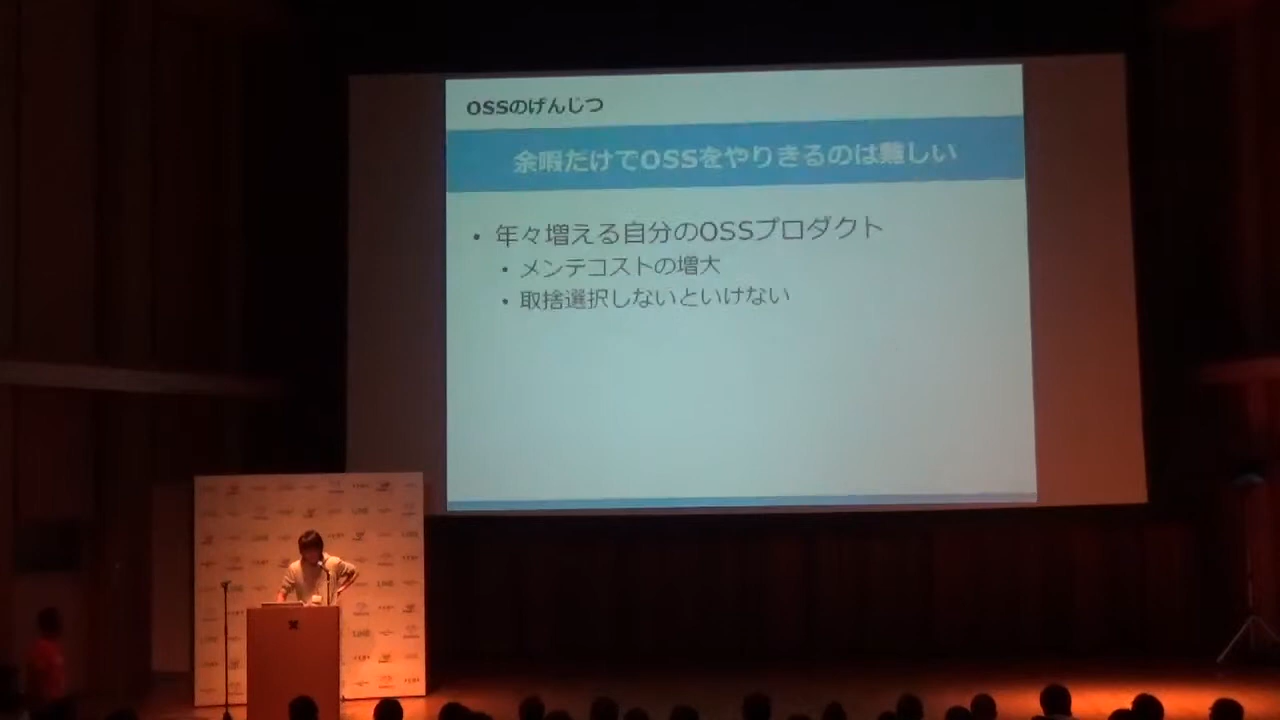 OSSのげんじつ
余暇だけでOSSをやりきるのは難しい
• 年々増える自分のOSSプロダクト
• メンテコストの増大
• 取捨選択しないといけない